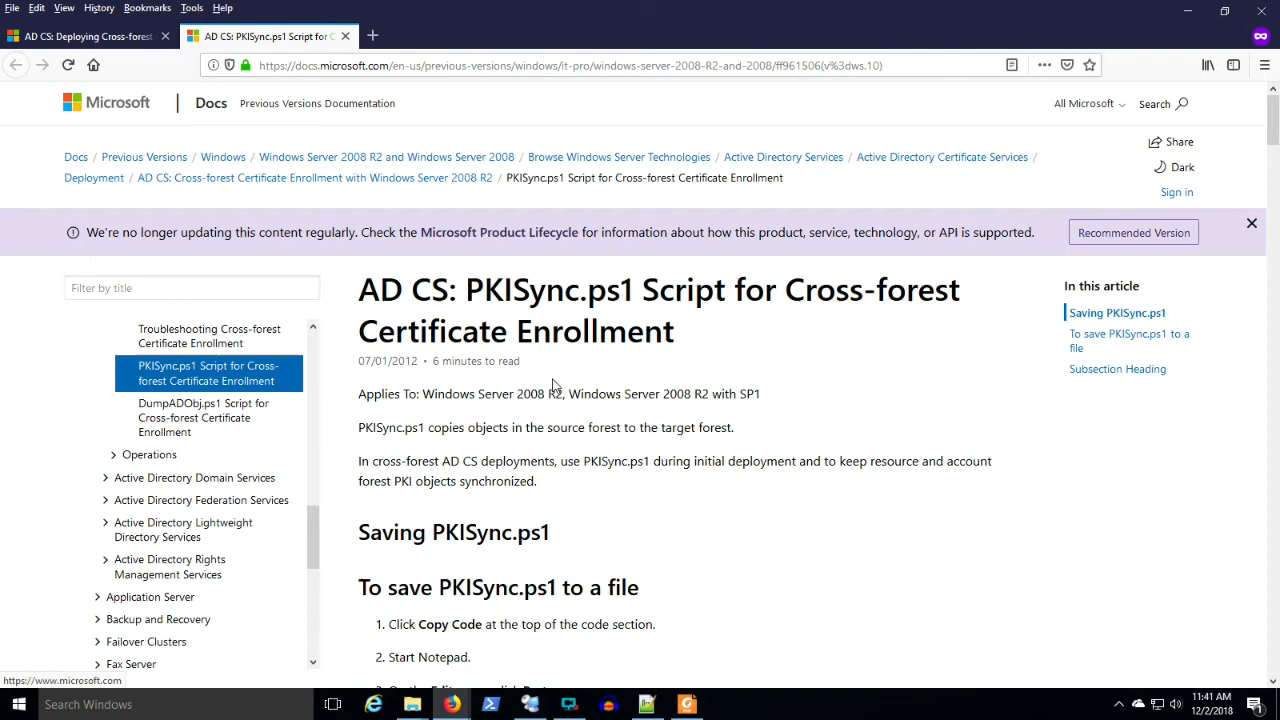 File Edit View History Bookmarks Tools Help
AD CS: Deploying Cross-forest
AD CS: PKISync.ps1 Script for C
https://docs.microsoft.com/en-us/previous-versions/windows/it-pro/windows-server-2008-R2-and-2008/ff961506(v%3dws.10)
Microsoft Docs Previous Versions Documentation All Microsoft Search
Docs / Previous Versions / Windows / Windows Server 2008 R2 and Windows Server 2008 / Browse Windows Server Technologies / Active Directory Services / Active Directory Certificate Services /
Deployment / AD CS: Cross-forest Certificate Enrollment with Windows Server 2008 R2 / PKISync.ps1 Script for Cross-forest Certificate Enrollment
Share
Dark
Sign in
We're no longer updating this content regularly. Check the Microsoft Product Lifecycle for information about how this product, service, technology, or API is supported.
Recommended Version
Filter by title
Troubleshooting Cross-forest
Certificate Enrollment
PKISync.ps1 Script for Cross-
forest Certificate Enrollment
DumpADObj.ps1 Script for
Cross-forest Certificate
Enrollment
Operations
Active Directory Domain Services
Active Directory Federation Services
Active Directory Lightweight
Directory Services
Active Directory Rights
Management Services
Application Server
Backup and Recovery
Failover Clusters
Fax Server
AD CS: PKISync.ps1 Script for Cross-forest
Certificate Enrollment
07/01/2012 • 6 minutes to read
Applies To: Windows Server 2008 R2, Windows Server 2008 R2 with SP1
PKISync.ps1 copies objects in the source forest to the target forest.
In cross-forest AD CS deployments, use PKISync.ps1 during initial deployment and to keep resource and account
forest PKI objects synchronized.
Saving PKISync.ps1
To save PKISync.ps1 to a file
1. Click Copy Code at the top of the code section.
2. Start Notepad.
In this article
Saving PKISync.ps1
To save PKISync.ps1 to a
file
Subsection Heading
https://www.microsoft.com
Search Windows
11:41 AM
12/2/2018
1